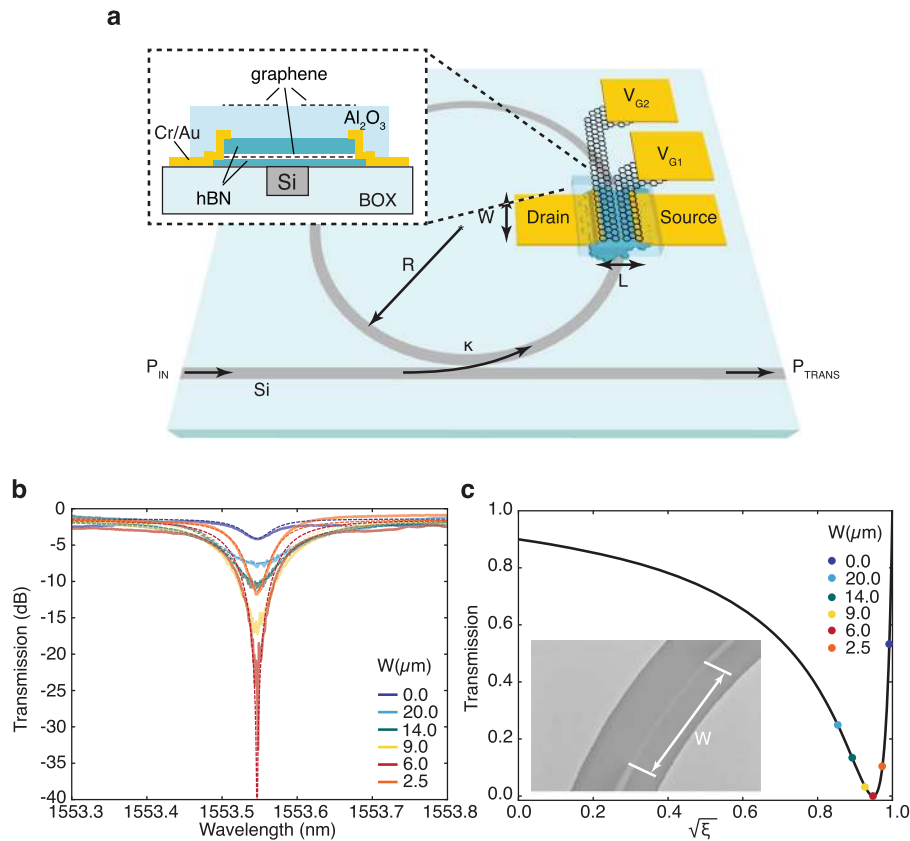 a
graphene
Al2O3
Cr/Au
hBN
Si
BOX
VG2
VG1
W
Drain
Source
L
R
κ
PIN
PTRANS
Si
b
0
-5
-10
-15
-20
-25
-30
-35
-40
Transmission (dB)
W(μm)
0.0
20.0
14.0
9.0
6.0
2.5
1553.3
1553.4
1553.5
1553.6
1553.7
1553.8
Wavelength (nm)
c
1.0
0.8
0.6
0.4
0.2
0.0
Transmission
W(μm)
0.0
20.0
14.0
9.0
6.0
2.5
W
0.0
0.2
0.4
0.6
0.8
1.0
√ξ